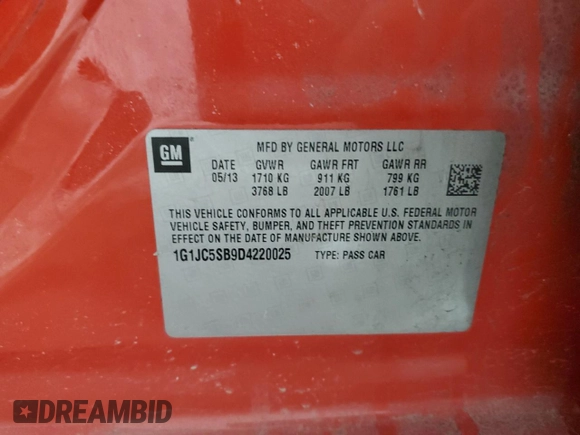 GM
MFD BY GENERAL MOTORS LLC
DATE GVWR GAWR FRT GAWR RR
05/13 1710 KG 911 KG 799 KG
3768 LB 2007 LB 1761 LB
THIS VEHICLE CONFORMS TO ALL APPLICABLE U.S. FEDERAL MOTOR
VEHICLE SAFETY, BUMPER, AND THEFT PREVENTION STANDARDS IN
EFFECT ON THE DATE OF MANUFACTURE SHOWN ABOVE.
1G1JC5SB9D4220025 TYPE: PASS CAR
DREAMBID